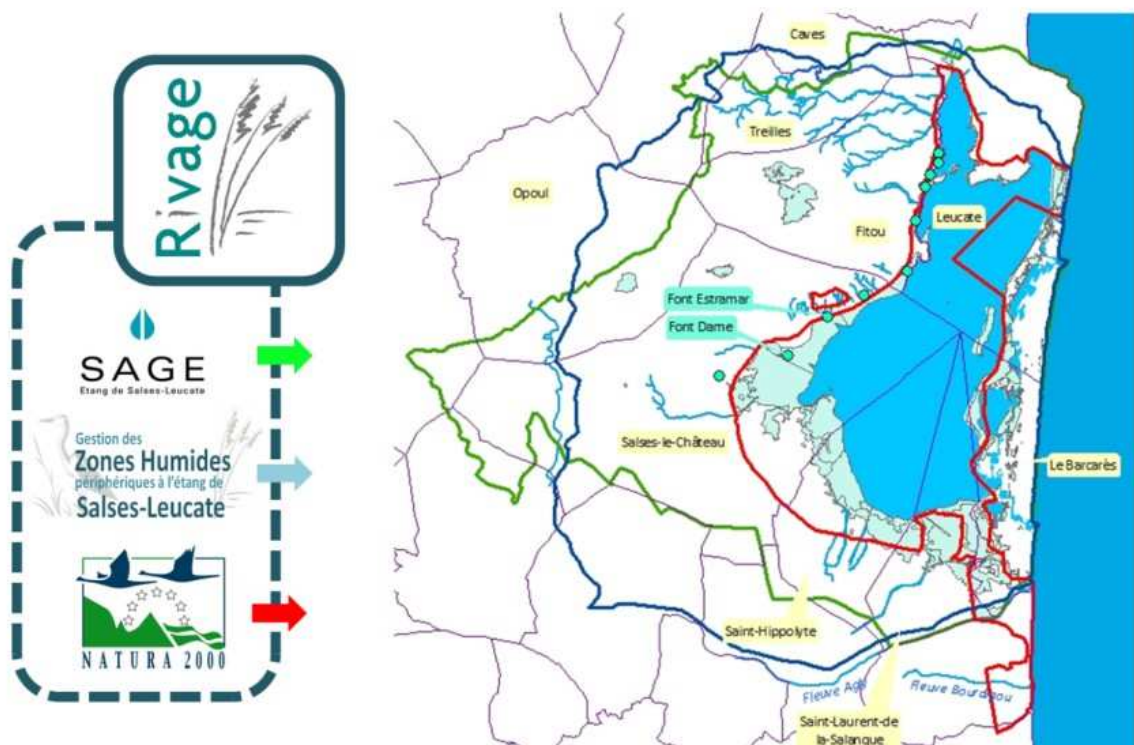 Rivage
SAGE
Etang de Salses-Leucate
Gestion des
Zones Humides
périphériques à l'étang de
Salses-Leucate
NATURA 2000
Caves
Treilles
Opoul
Leucate
Fitou
Font Estramar
Font Dame
Salses-le-Château
Le Barcarès
Saint-Hippolyte
Fleuve Agly
Fleuve Bourdigou
Saint-Laurent-de
la-Salanque